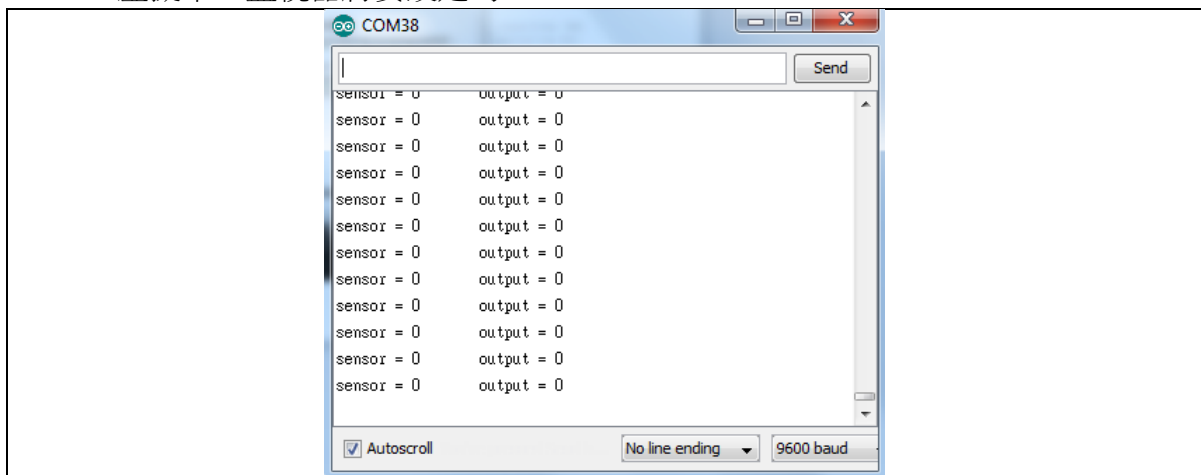 COM38
Send
sensor = 0 output = 0
sensor = 0 output = 0
sensor = 0 output = 0
sensor = 0 output = 0
sensor = 0 output = 0
sensor = 0 output = 0
sensor = 0 output = 0
sensor = 0 output = 0
sensor = 0 output = 0
sensor = 0 output = 0
sensor = 0 output = 0
sensor = 0 output = 0
Autoscroll
No line ending
9600 baud